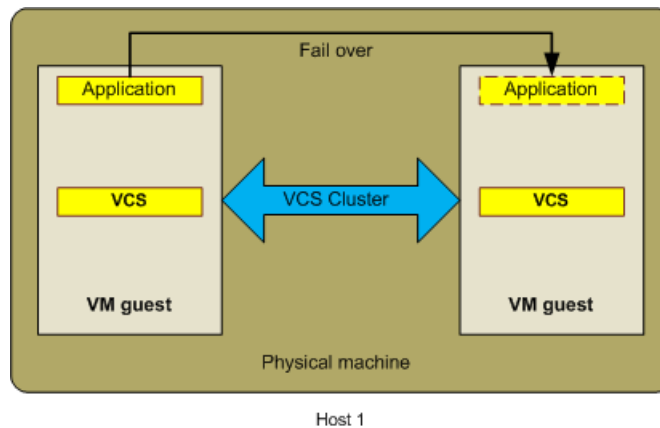 Fail over
Application
Application
VCS
VCS Cluster
VCS
VM guest
VM guest
Physical machine
Host 1